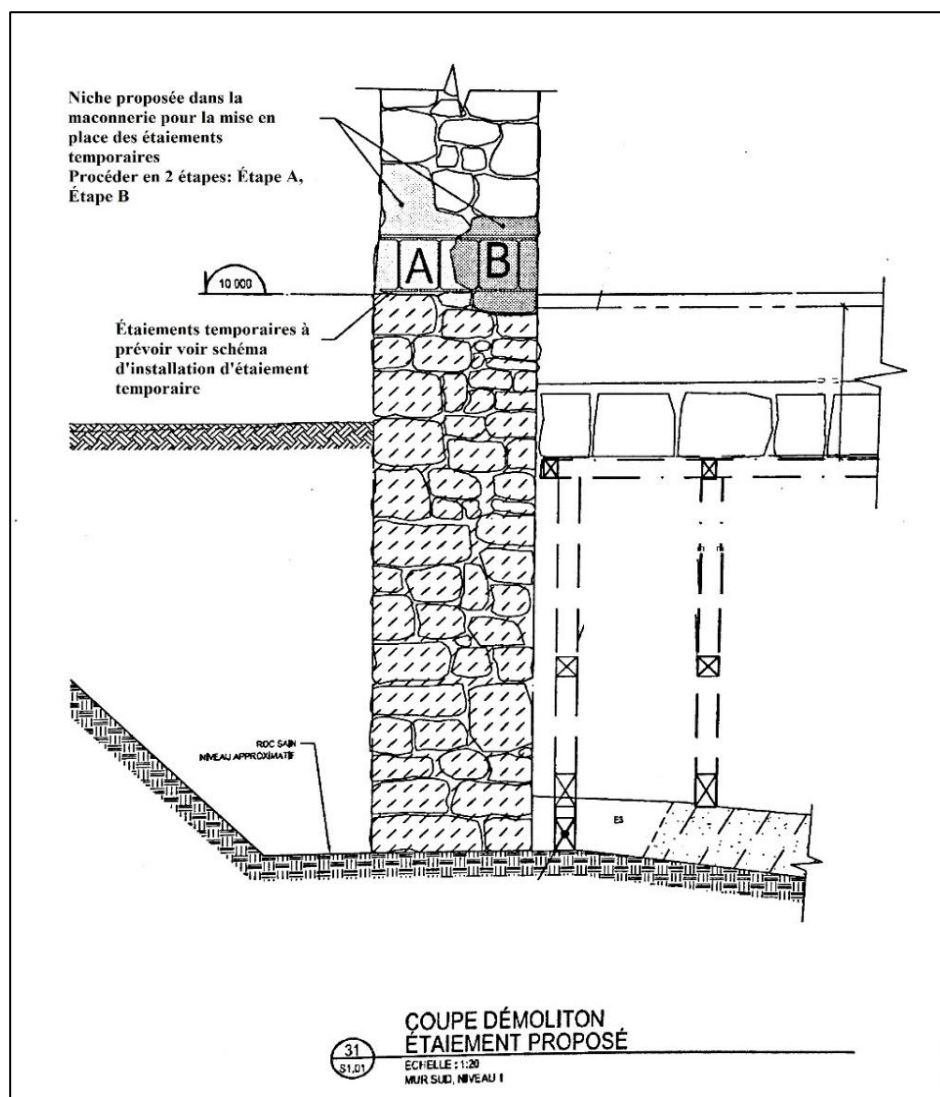 Niche proposée dans la
maconnerie pour la mise en
place des étaiements
temporaires
Procéder en 2 étapes: Étape A,
Étape B
A
B
10 000
Étaiements temporaires à
prévoir voir schéma
d'installation d'étaiement
temporaire
ROC SAIN
NIVEAU APPROXIMATIF
ES
COUPE DÉMOLITON
ÉTAIEMENT PROPOSÉ
31
S1,01
ÉCHELLE : 1:20
MUR SUD, NIVEAU 1